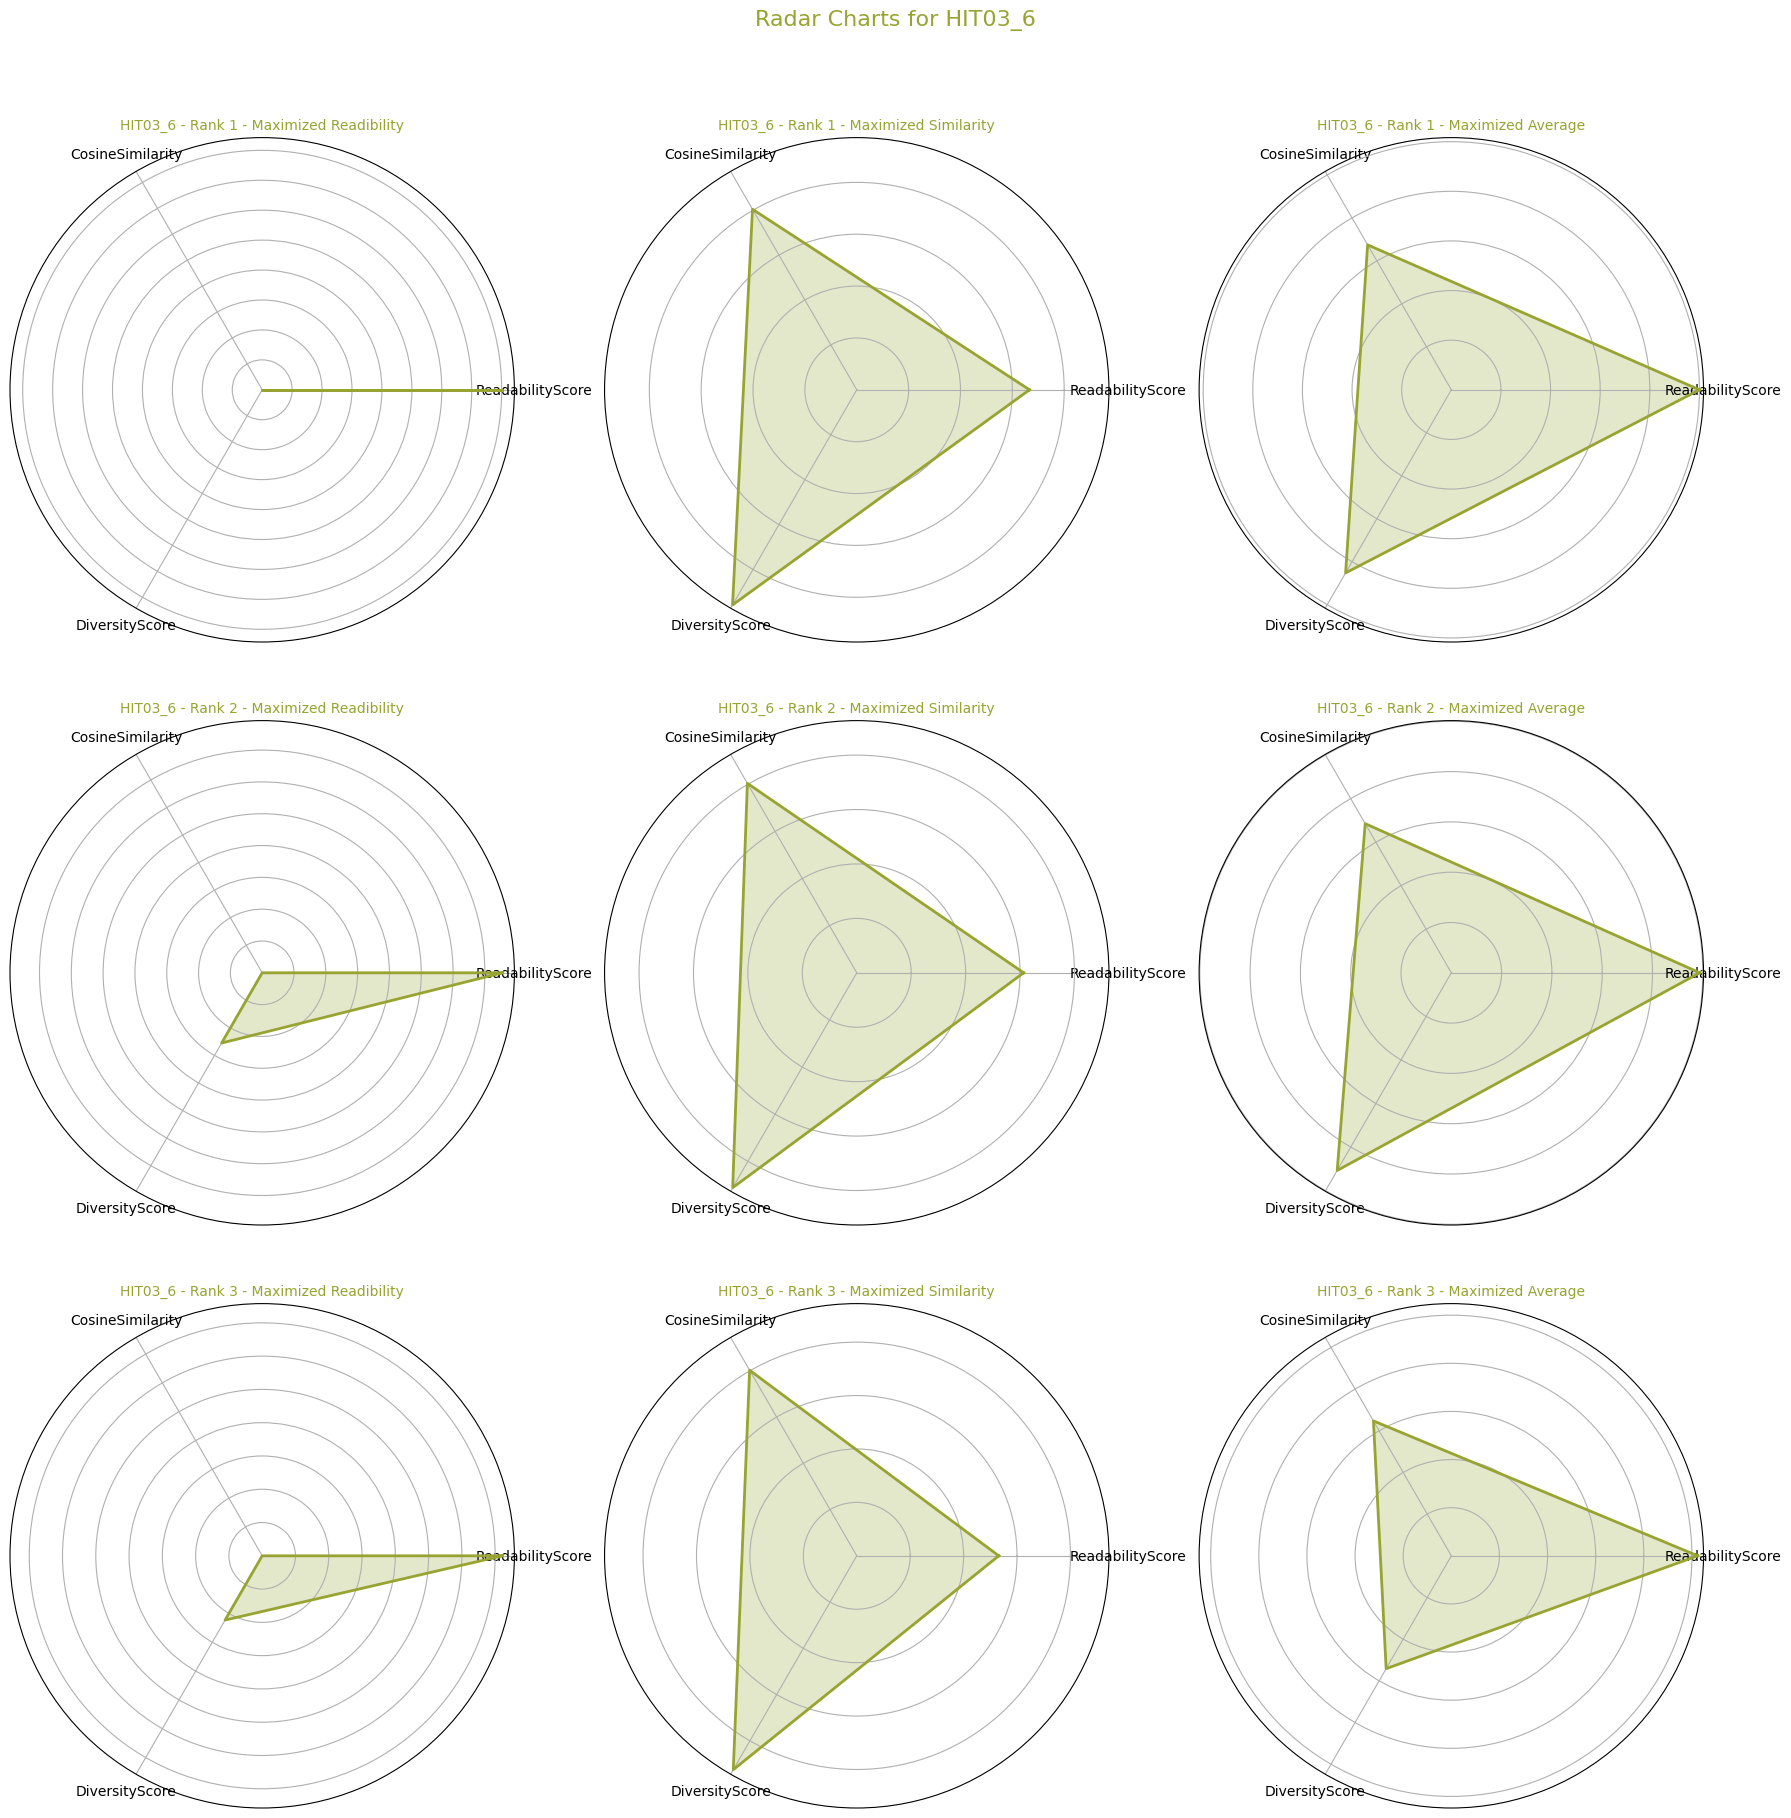 Radar Charts for HIT03_6
HIT03_6 - Rank 1 - Maximized Readibility
CosineSimilarity
ReadabilityScore
DiversityScore
HIT03_6 - Rank 1 - Maximized Similarity
CosineSimilarity
ReadabilityScore
DiversityScore
HIT03_6 - Rank 1 - Maximized Average
CosineSimilarity
ReadabilityScore
DiversityScore
HIT03_6 - Rank 2 - Maximized Readibility
CosineSimilarity
ReadabilityScore
DiversityScore
HIT03_6 - Rank 2 - Maximized Similarity
CosineSimilarity
ReadabilityScore
DiversityScore
HIT03_6 - Rank 2 - Maximized Average
CosineSimilarity
ReadabilityScore
DiversityScore
HIT03_6 - Rank 3 - Maximized Readibility
CosineSimilarity
ReadabilityScore
DiversityScore
HIT03_6 - Rank 3 - Maximized Similarity
CosineSimilarity
ReadabilityScore
DiversityScore
HIT03_6 - Rank 3 - Maximized Average
CosineSimilarity
ReadabilityScore
DiversityScore